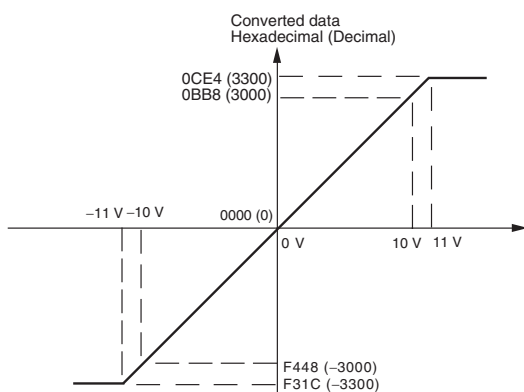 Converted data
Hexadecimal (Decimal)
0CE4 (3300)
0BB8 (3000)
−11 V −10 V
0000 (0)
0 V
10 V
11 V
F448 (−3000)
F31C (−3300)